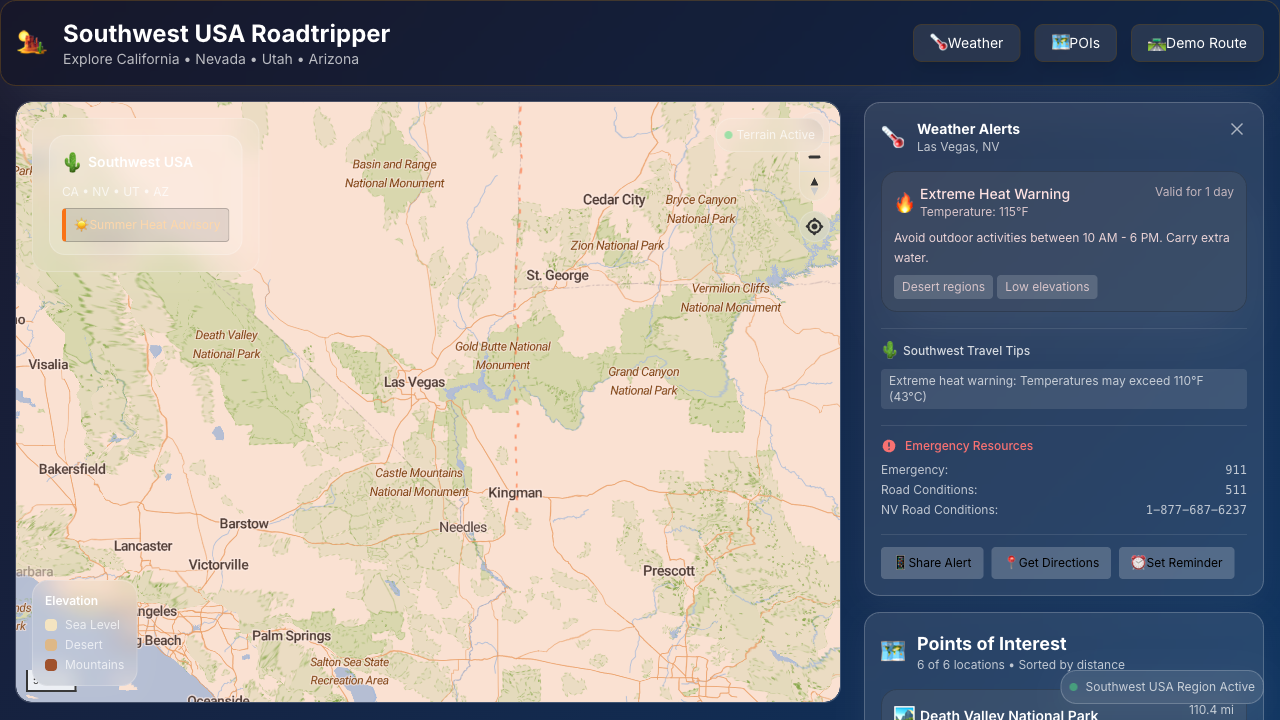 Southwest USA Roadtripper
Explore California • Nevada • Utah • Arizona
Weather
POIs
Demo Route
Southwest USA
CA • NV • UT • AZ
Summer Heat Advisory
Terrain Active
Basin and Range
National Monument
Cedar City
Bryce Canyon
National Park
Zion National Park
St. George
Vermilion Cliffs
National Monument
Death Valley
National Park
Visalia
Gold Butte National
Monument
Las Vegas
Grand Canyon
National Park
Bakersfield
Castle Mountains
National Monument
Kingman
Barstow
Needles
Lancaster
Victorville
Prescott
arbara
Elevation
Sea Level
Desert
Mountains
ngeles
g Beach
Palm Springs
Salton Sea State
Recreation Area
Oceanside
Weather Alerts
Las Vegas, NV
Extreme Heat Warning
Valid for 1 day
Temperature: 115°F
Avoid outdoor activities between 10 AM - 6 PM. Carry extra
water.
Desert regions
Low elevations
Southwest Travel Tips
Extreme heat warning: Temperatures may exceed 110°F
(43°C)
Emergency Resources
Emergency: 911
Road Conditions: 511
NV Road Conditions: 1-877-687-6237
Share Alert
Get Directions
Set Reminder
Points of Interest
6 of 6 locations • Sorted by distance
Southwest USA Region Active
Death Valley National Park
110.4 mi